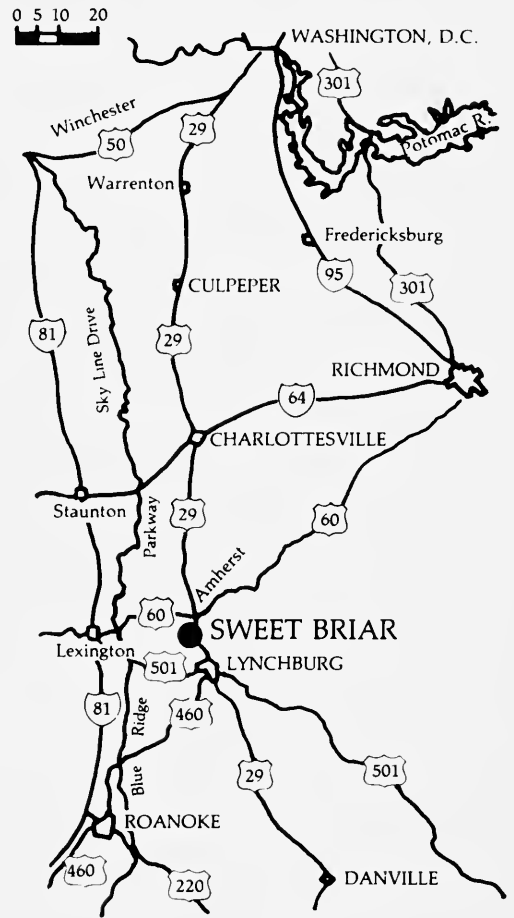 0 5 10 20
WASHINGTON, D.C.
301
Winchester
50
29
Potomac R.
Warrenton
Fredericksburg
95
CULPEPER
301
81
Sky Line Drive
29
RICHMOND
64
CHARLOTTESVILLE
Staunton
Parkway
29
60
Amherst
60
SWEET BRIAR
Lexington
501
LYNCHBURG
81
Ridge
460
Blue
29
501
ROANOKE
460
220
DANVILLE